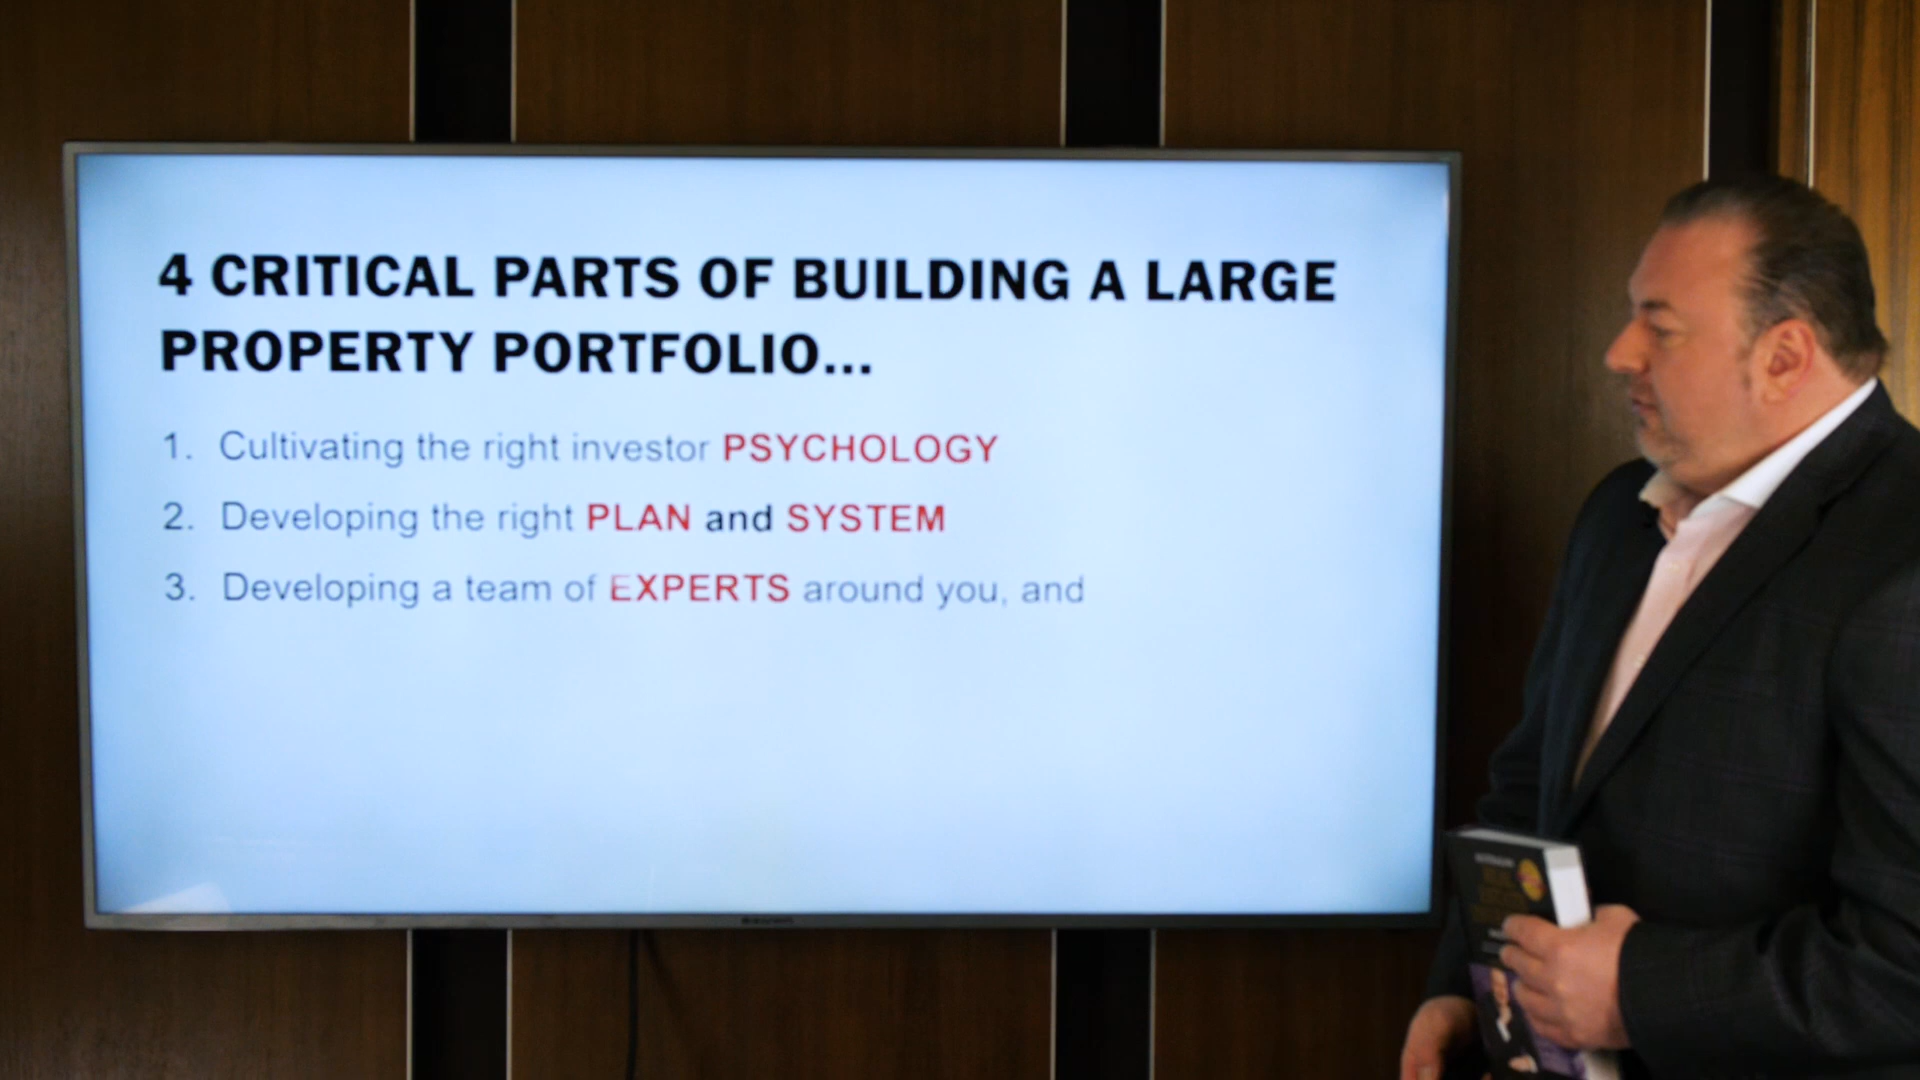 4 CRITICAL PARTS OF BUILDING A LARGE
PROPERTY PORTFOLIO...
1. Cultivating the right investor PSYCHOLOGY
2. Developing the right PLAN and SYSTEM
3. Developing a team of EXPERTS around you, and